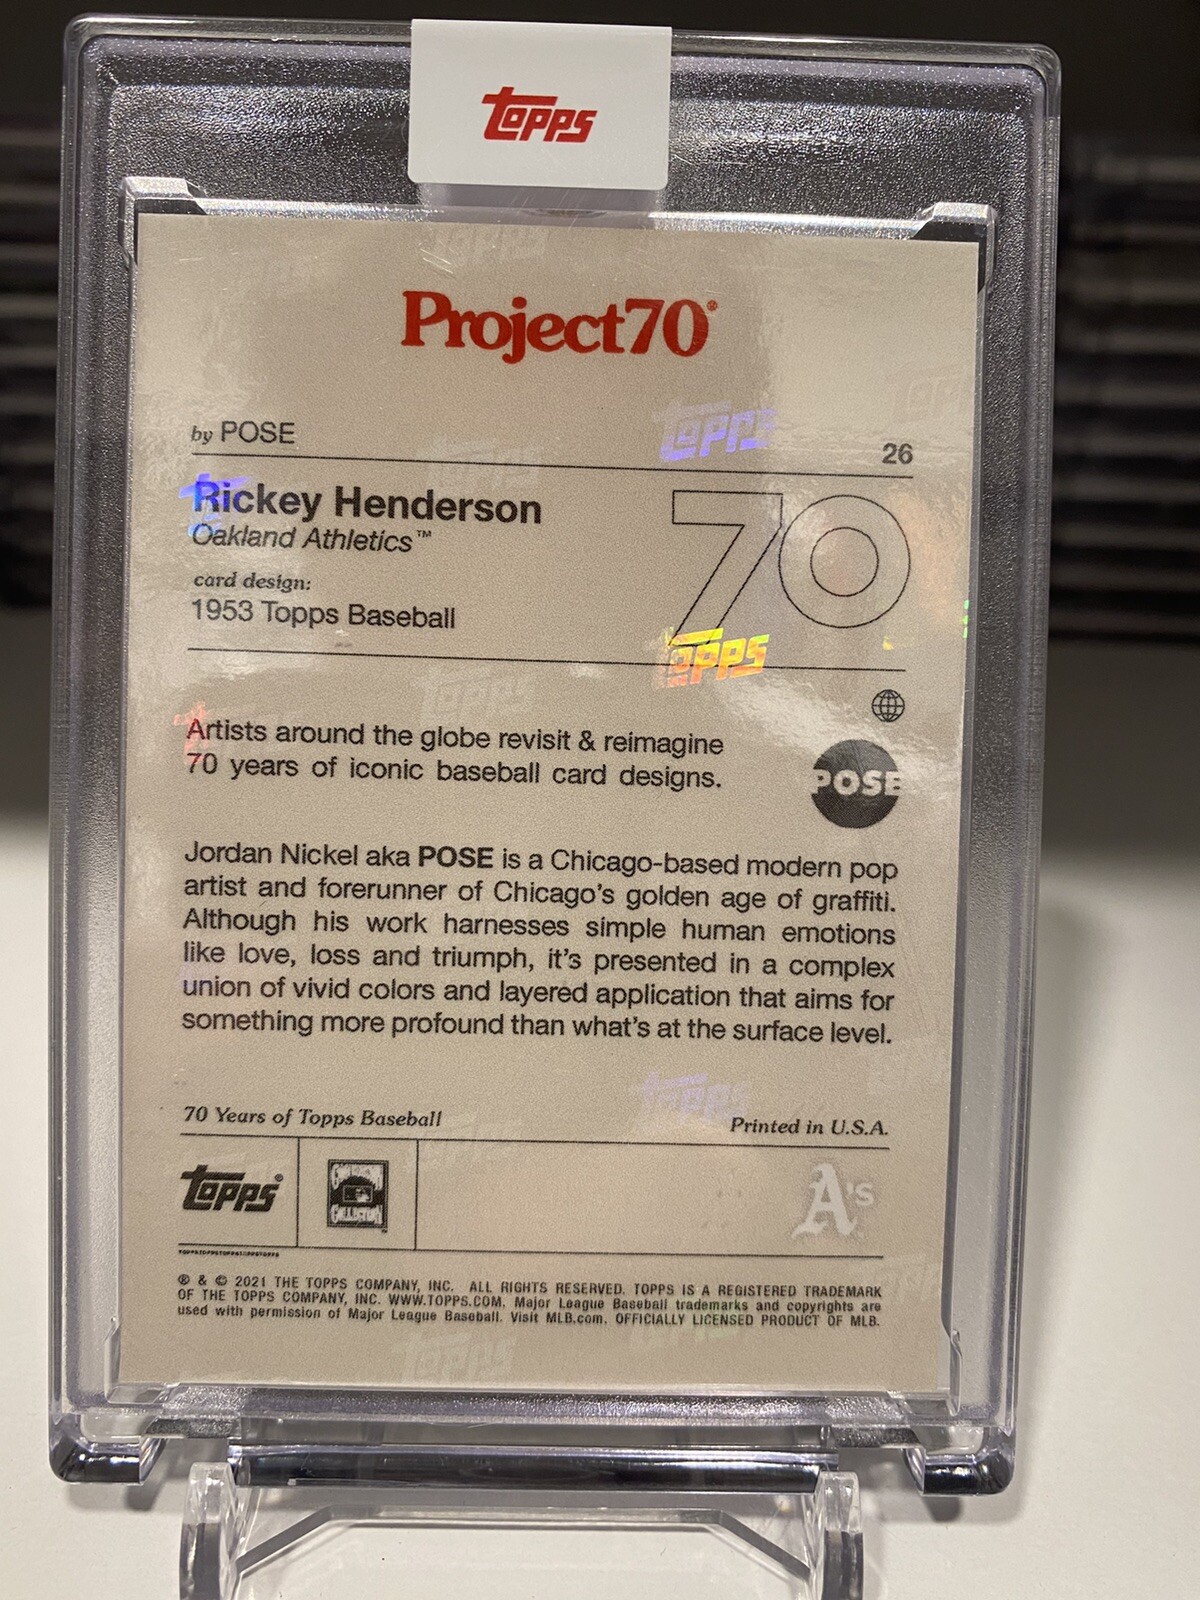 TOPPS
Project70®
by POSE
26
Rickey Henderson
Oakland Athletics™
card design:
1953 Topps Baseball
70
TOPPS
TOPPS
Artists around the globe revisit & reimagine
70 years of iconic baseball card designs.
POSE
Jordan Nickel aka POSE is a Chicago-based modern pop
artist and forerunner of Chicago's golden age of graffiti.
Although his work harnesses simple human emotions
like love, loss and triumph, it's presented in a complex
union of vivid colors and layered application that aims for
something more profound than what's at the surface level.
70 Years of Topps Baseball
Printed in U.S.A.
TOPPS®
COOPERSTOWN
COLLECTION
A's
® & © 2021 THE TOPPS COMPANY, INC. ALL RIGHTS RESERVED. TOPPS IS A REGISTERED TRADEMARK
OF THE TOPPS COMPANY, INC. WWW.TOPPS.COM. Major League Baseball trademarks and copyrights are
used with permission of Major League Baseball. Visit MLB.com. OFFICIALLY LICENSED PRODUCT OF MLB.